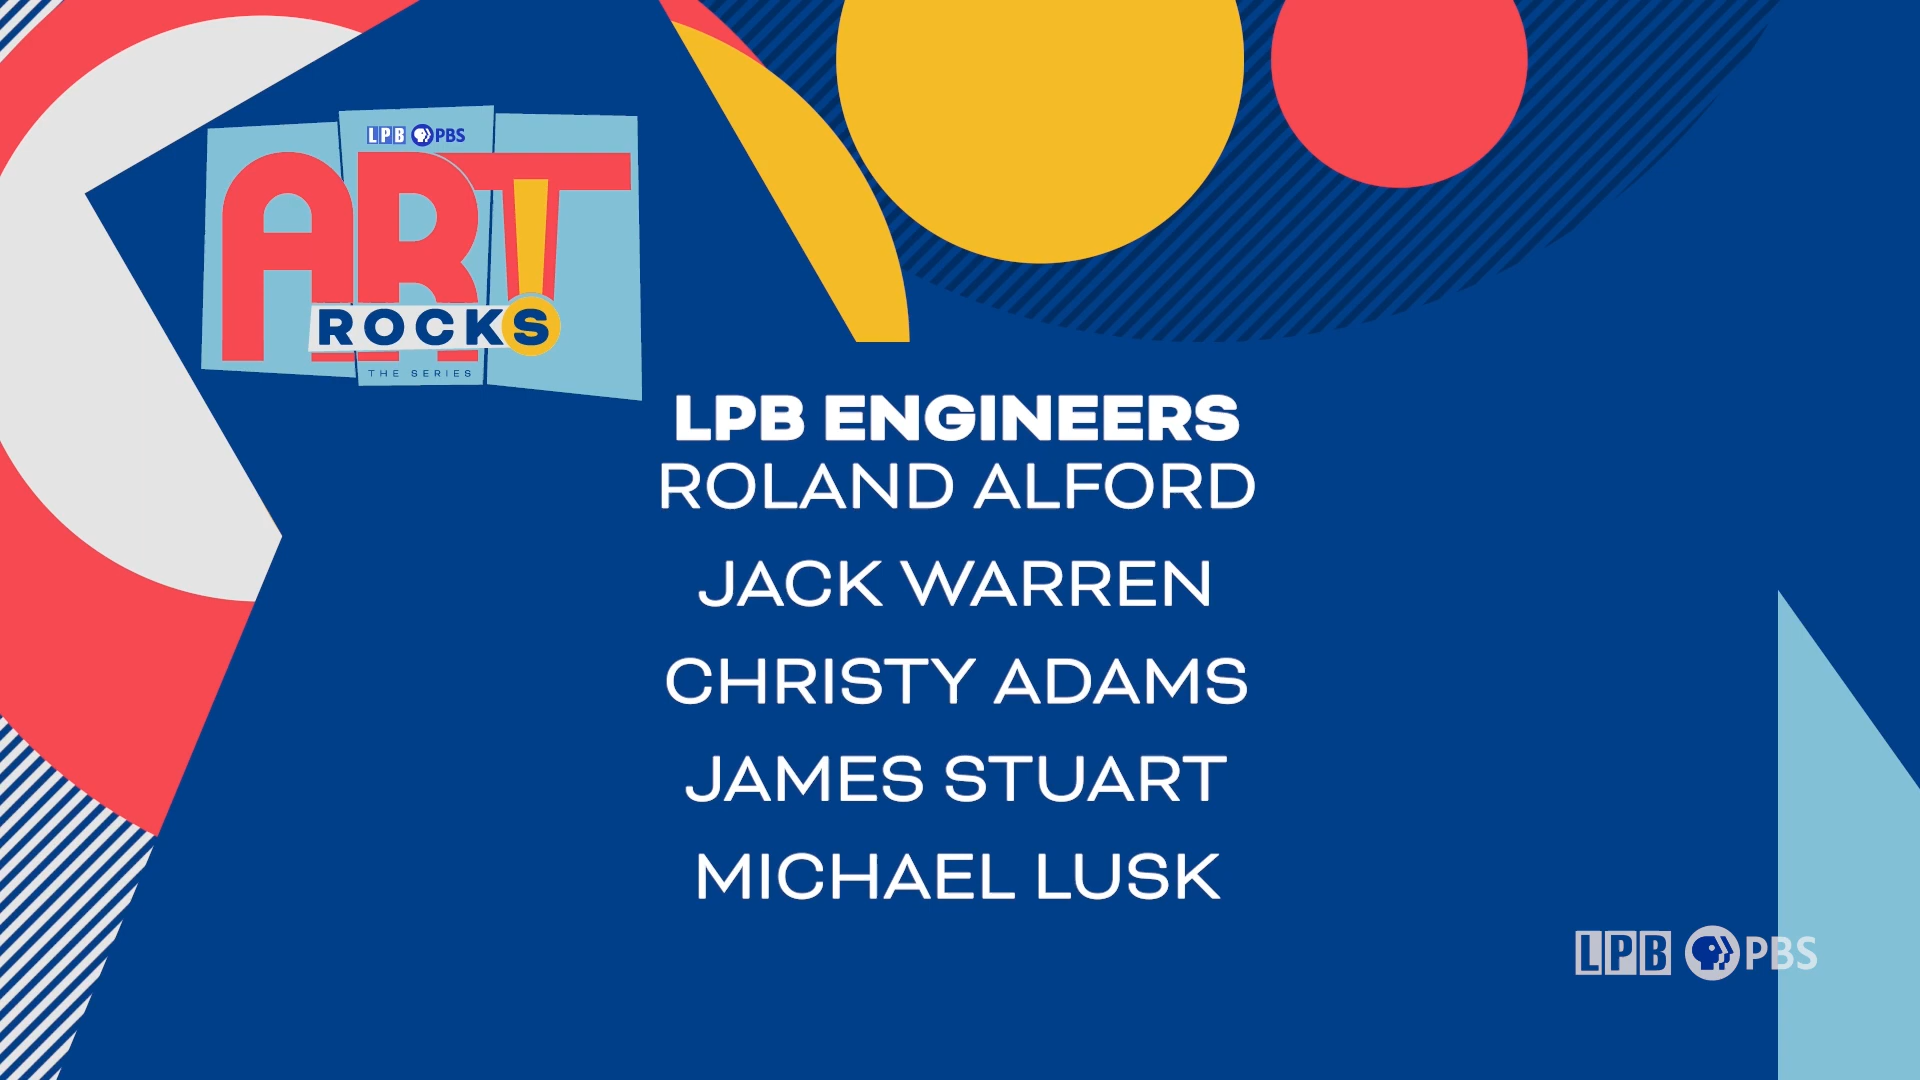 LPB PBS
ART
ROCKS
THE SERIES
LPB ENGINEERS
ROLAND ALFORD
JACK WARREN
CHRISTY ADAMS
JAMES STUART
MICHAEL LUSK
LPB PBS